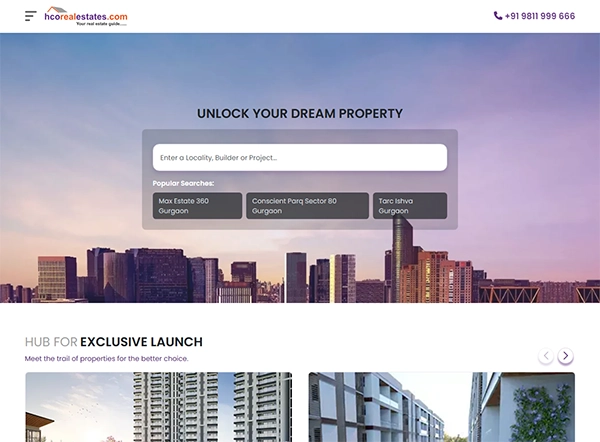 hcorealestates.com
Your real estate guide......
+91 9811 999 666
UNLOCK YOUR DREAM PROPERTY
Enter a Locality, Builder or Project...
Popular Searches:
Max Estate 360
Gurgaon
Conscient Parq Sector 80
Gurgaon
Tarc Ishva
Gurgaon
HUB FOR EXCLUSIVE LAUNCH
Meet the trail of properties for the better choice.